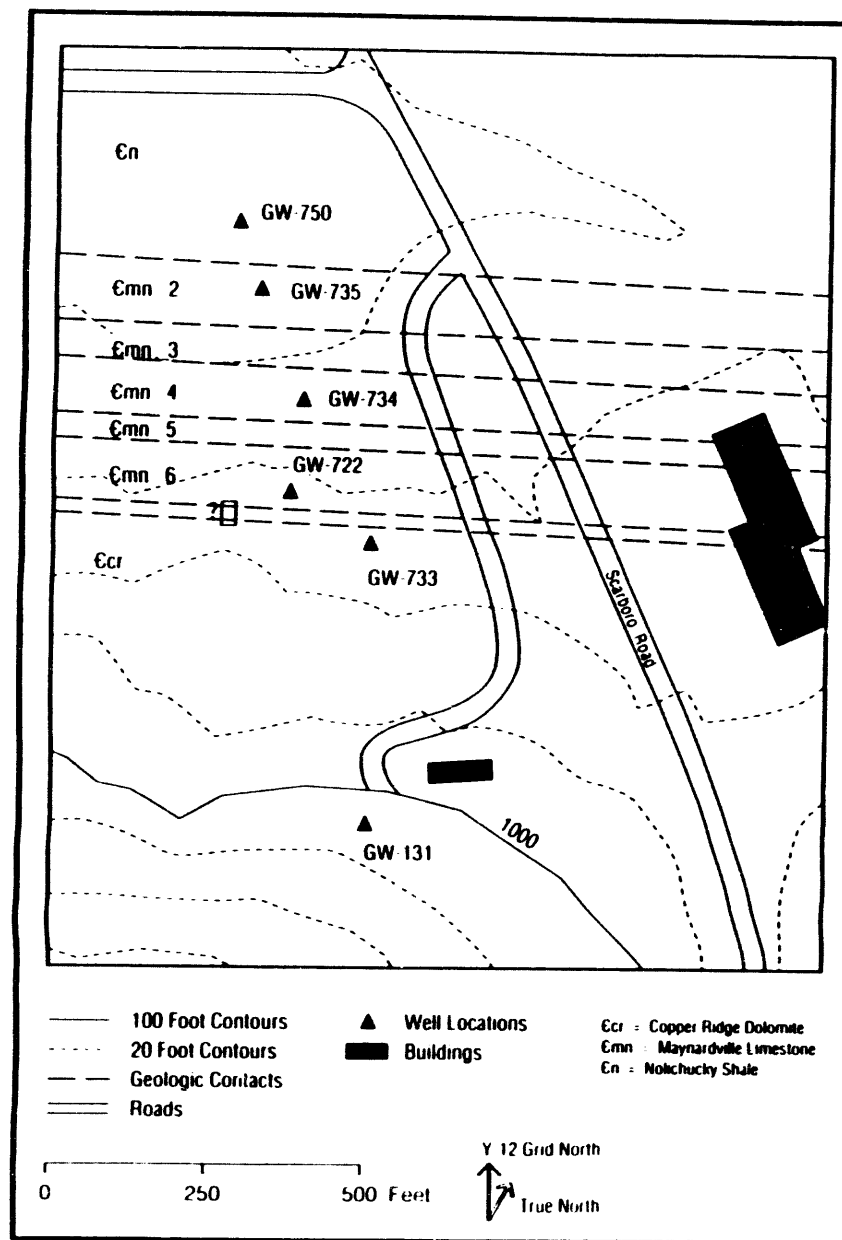 Єn
GW-750
Єmn 2
GW-735
Єmn 3
Єmn 4
GW-734
Єmn 5
GW-722
Єmn 6
?
Єcr
GW-733
Scarboro Road
1000
GW-131
100 Foot Contours
20 Foot Contours
Geologic Contacts
Roads
Well Locations
Buildings
Єcr = Copper Ridge Dolomite
Єmn = Maynardville Limestone
Єn = Nolichucky Shale
0 250 500 Feet
Y 12 Grid North
True North